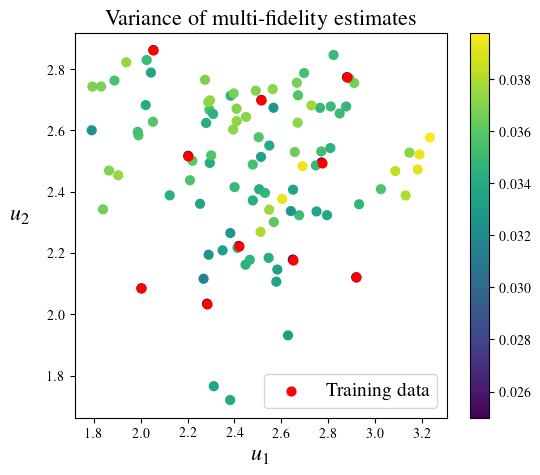 Variance of multi-fidelity estimates
2.8
2.6
2.4
2.2
2.0
1.8
u₂
1.8 2.0 2.2 2.4 2.6 2.8 3.0 3.2
u₁
Training data
0.038
0.036
0.034
0.032
0.030
0.028
0.026